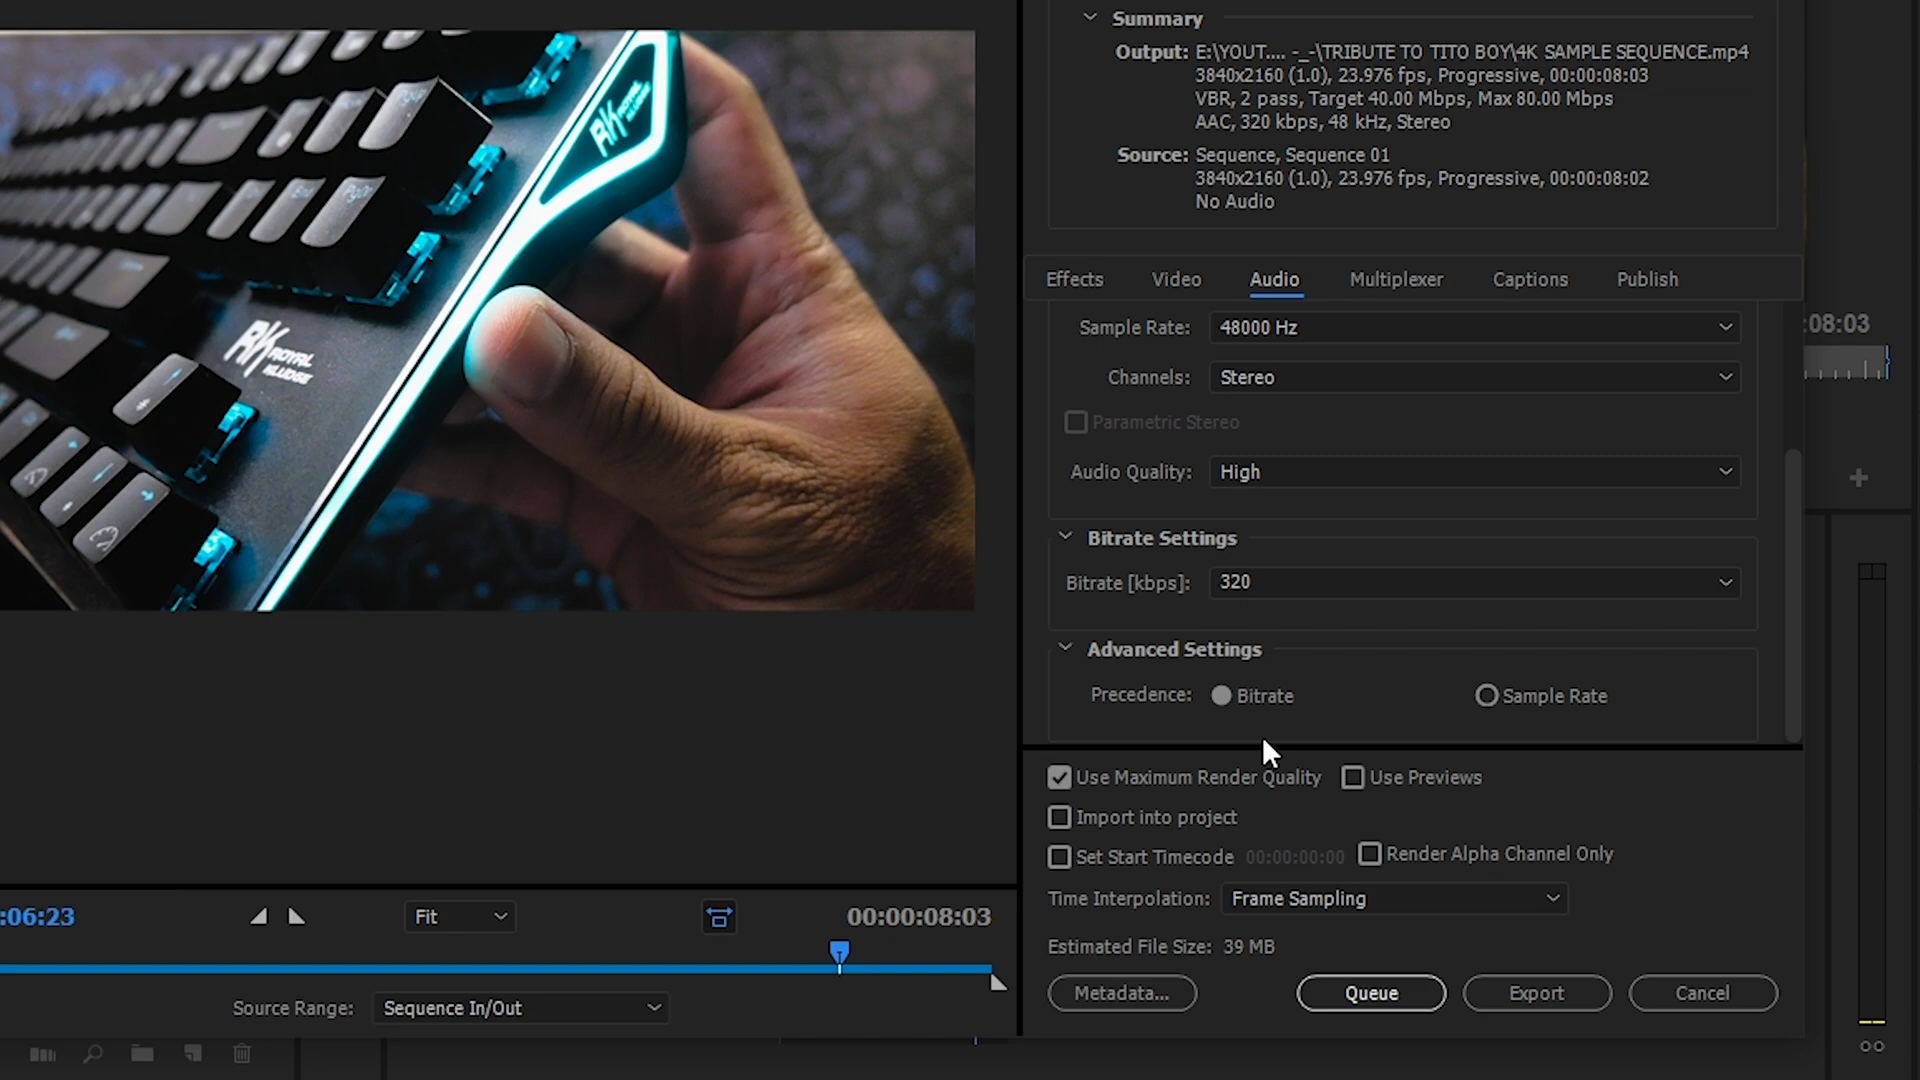 Summary
Output: E:\YOUT.... -_-\TRIBUTE TO TITO BOY\4K SAMPLE SEQUENCE.mp4
3840x2160 (1.0), 23.976 fps, Progressive, 00:00:08:03
VBR, 2 pass, Target 40.00 Mbps, Max 80.00 Mbps
AAC, 320 kbps, 48 kHz, Stereo
Source: Sequence, Sequence 01
3840x2160 (1.0), 23.976 fps, Progressive, 00:00:08:02
No Audio
RK ROYAL KLUDGE
RK ROYAL
KLUDGE
Effects Video Audio Multiplexer Captions Publish
Sample Rate: 48000 Hz
:08:03
Channels: Stereo
Parametric Stereo
Audio Quality: High
Bitrate Settings
Bitrate [kbps]: 320
Advanced Settings
Precedence: Bitrate Sample Rate
Use Maximum Render Quality Use Previews
Import into project
Set Start Timecode 00:00:00:00 Render Alpha Channel Only
Time Interpolation: Frame Sampling
Estimated File Size: 39 MB
Metadata... Queue Export Cancel
:06:23 Fit 00:00:08:03
Source Range: Sequence In/Out